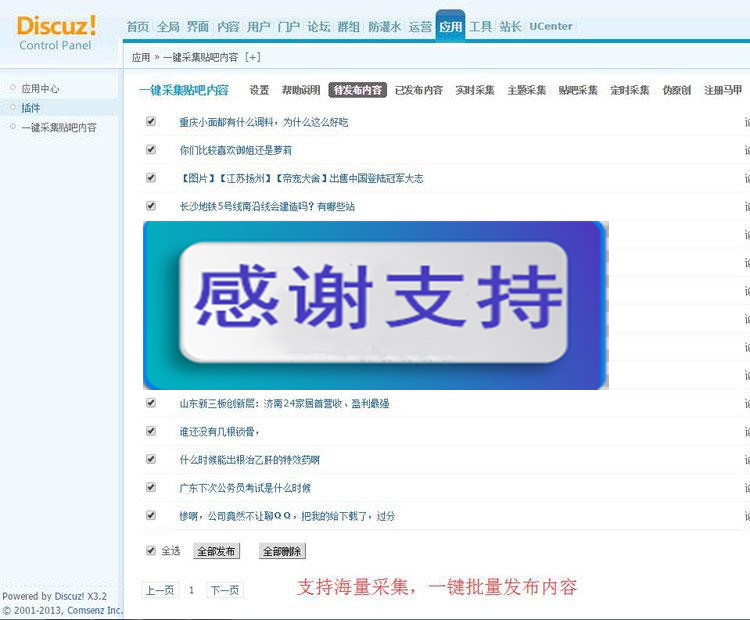 Discuz!
Control Panel
首页 全局 界面 内容 用户 门户 论坛 群组 防灌水 运营 应用 工具 站长 UCenter
应用 » 一键采集贴吧内容 [+]
应用中心
插件
一键采集贴吧内容
一键采集贴吧内容 设置 帮助说明 待发布内容 已发布内容 实时采集 主题采集 贴吧采集 定时采集 伪原创 注册马甲
重庆小面都有什么调料，为什么这么好吃
你们比较喜欢御姐还是萝莉
【图片】【江苏扬州】【帝宠犬舍】出售中国登陆冠军大志
长沙地铁5号线南沿线会建造吗？有哪些站
感谢支持
山东新三板创新层：济南24家居首营收、盈利最强
谁还没有几根锁骨，
什么时候能出根治乙肝的特效药啊
广东下次公务员考试是什么时候
惨啊，公司竟然不让聊QQ，把我的给下载了，过分
全选 全部发布 全部删除
上一页 1 下一页
支持海量采集，一键批量发布内容
Powered by Discuz! X3.2
© 2001-2013, Comsenz Inc.